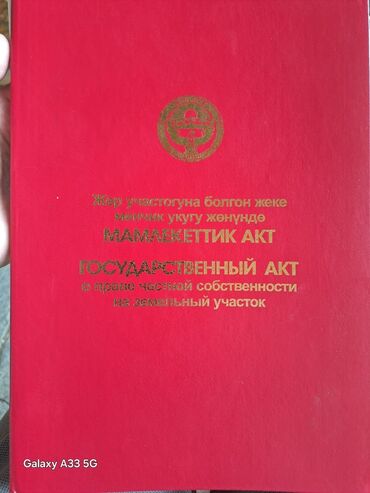 Жер участогуна болгон жеке
менчик укугу жөнүндө
МАМЛЕКЕТТИК АКТ
ГОСУДАРСТВЕННЫЙ АКТ
о праве частной собственности
на земельный участок
Galaxy A33 5G